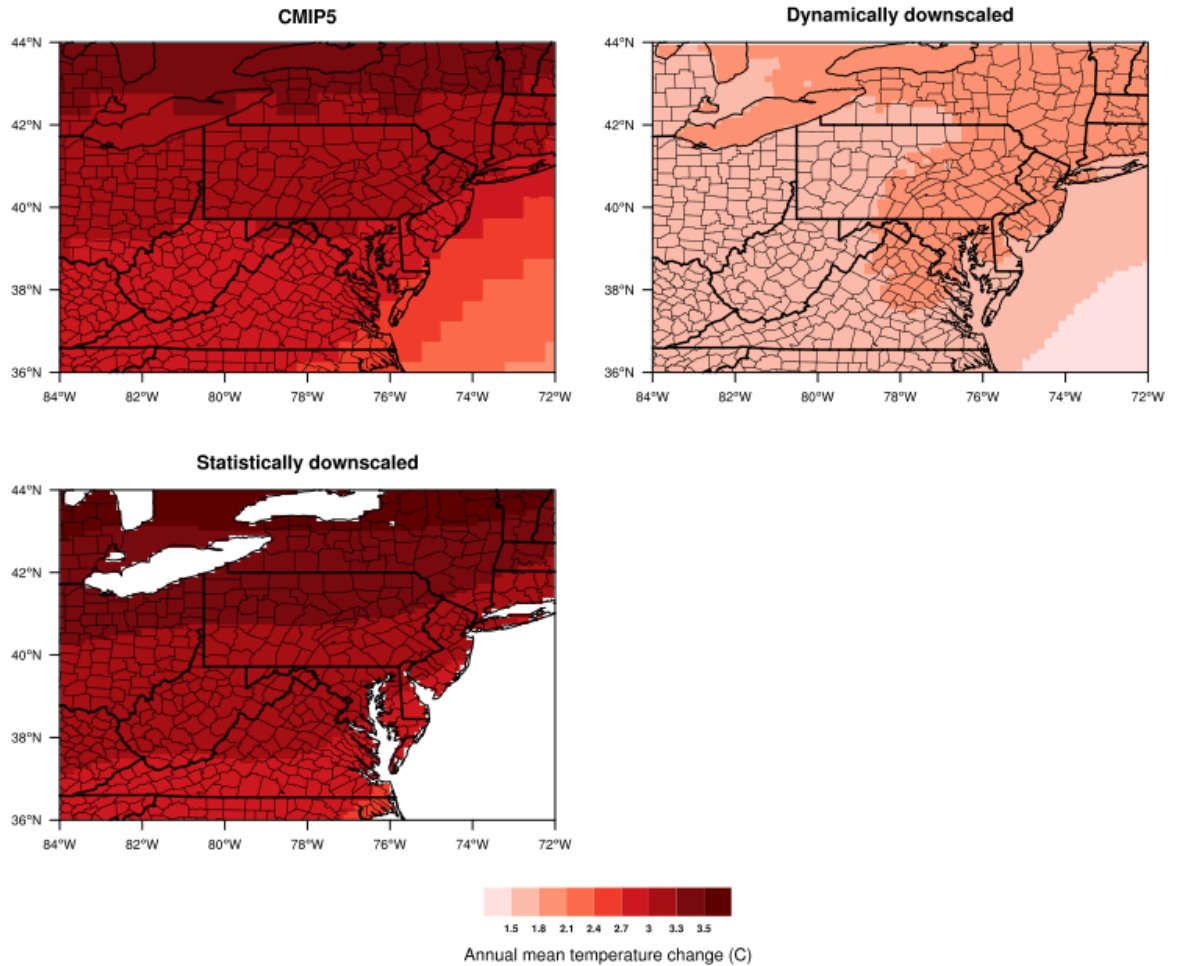 CMIP5
44°N
42°N
40°N
38°N
36°N
84°W 82°W 80°W 78°W 76°W 74°W 72°W
Dynamically downscaled
44°N
42°N
40°N
38°N
36°N
84°W 82°W 80°W 78°W 76°W 74°W 72°W
Statistically downscaled
44°N
42°N
40°N
38°N
36°N
84°W 82°W 80°W 78°W 76°W 74°W 72°W
1.5 1.8 2.1 2.4 2.7 3 3.3 3.5
Annual mean temperature change (C)